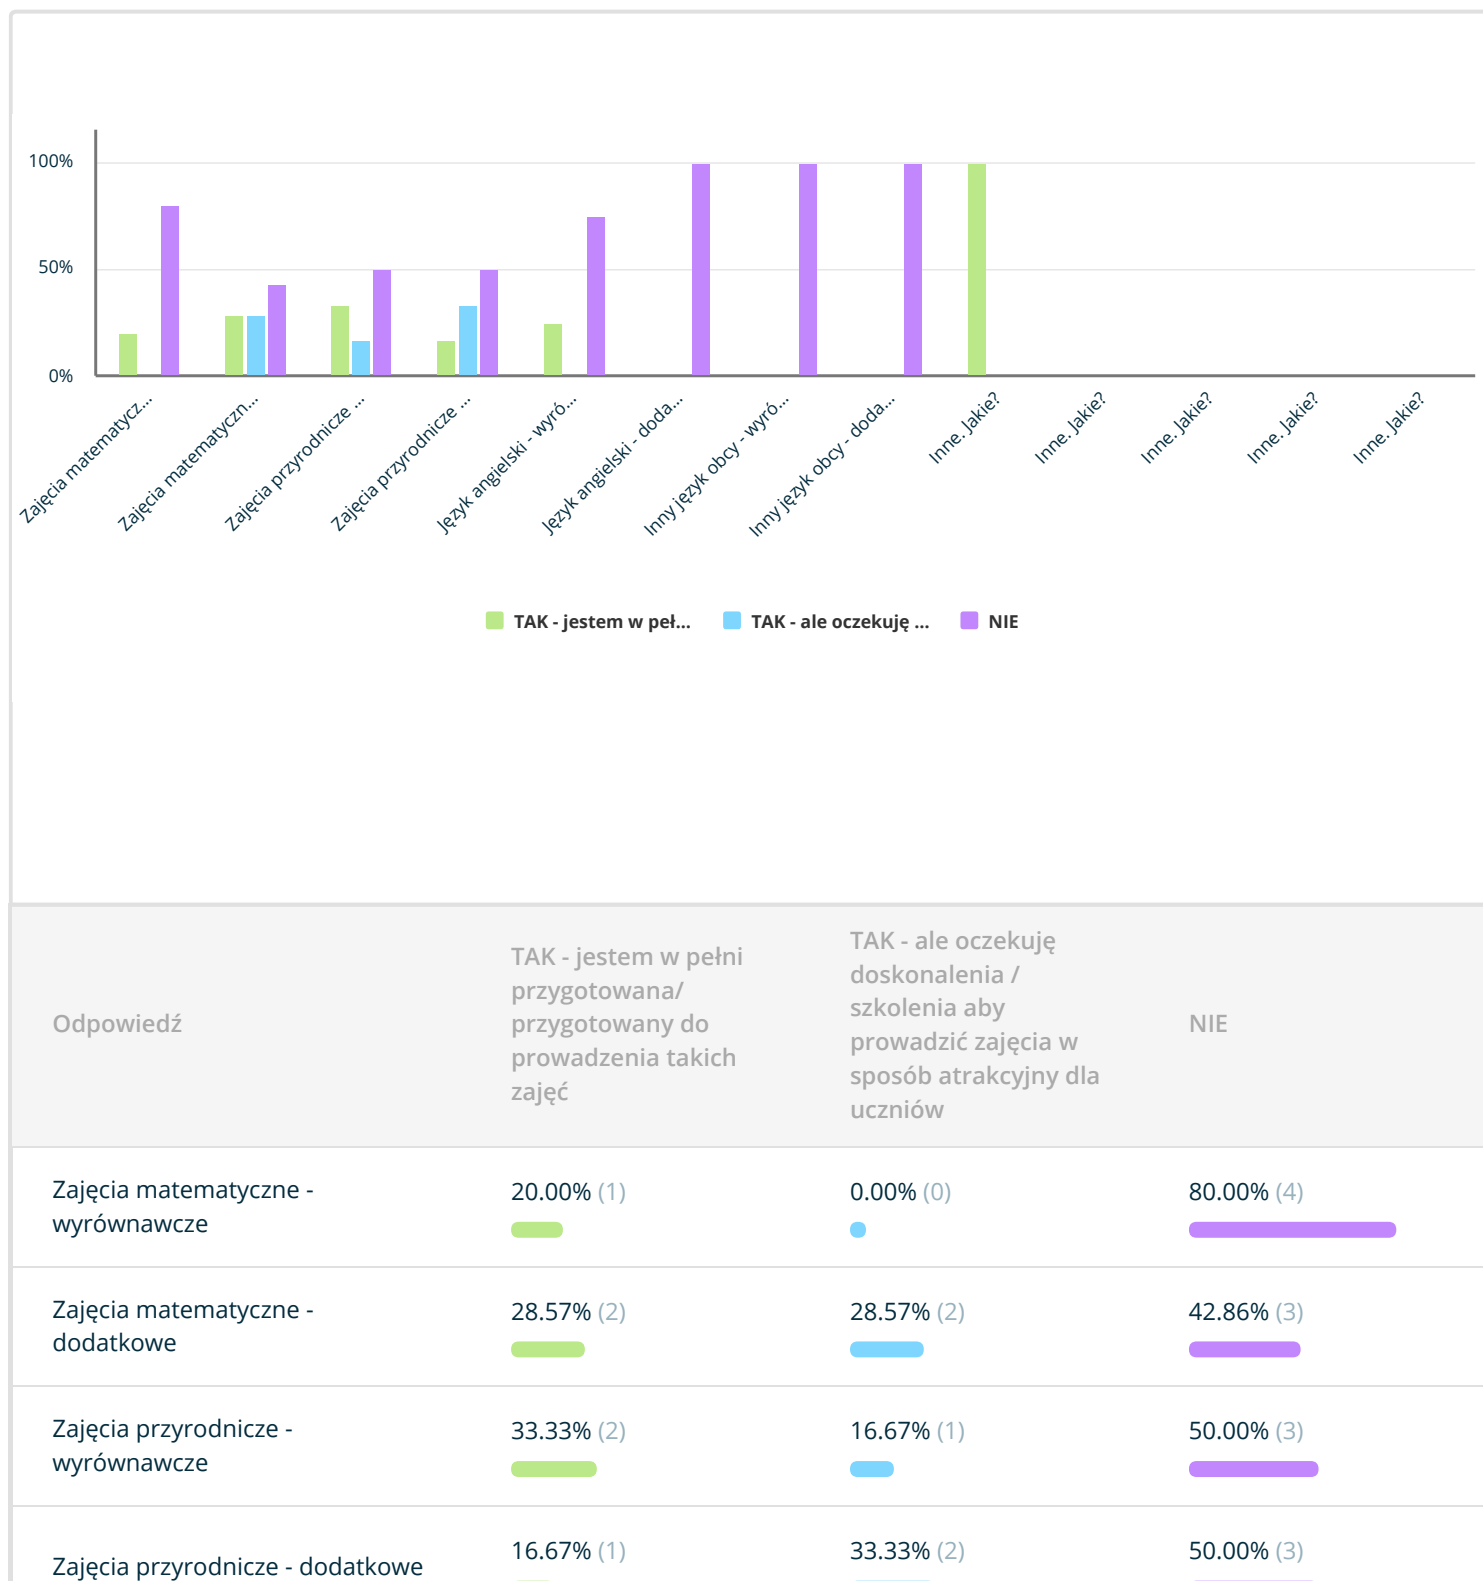 100%
50%
0%
Zajęcia matematycz...
Zajęcia matematyczn...
Zajęcia przyrodnicze ...
Zajęcia przyrodnicze ...
Język angielski - wyró...
Język angielski - doda...
Inny język obcy - wyró...
Inny język obcy - doda...
Inne. Jakie?
Inne. Jakie?
Inne. Jakie?
Inne. Jakie?
Inne. Jakie?
TAK - jestem w peł... TAK - ale oczekuję ... NIE
Odpowiedź
TAK - jestem w pełni
przygotowana/
przygotowany do
prowadzenia takich
zajęć
TAK - ale oczekuję
doskonalenia /
szkolenia aby
prowadzić zajęcia w
sposób atrakcyjny dla
uczniów
NIE
Zajęcia matematyczne -
wyrównawcze
20.00% (1)
0.00% (0)
80.00% (4)
Zajęcia matematyczne -
dodatkowe
28.57% (2)
28.57% (2)
42.86% (3)
Zajęcia przyrodnicze -
wyrównawcze
33.33% (2)
16.67% (1)
50.00% (3)
Zajęcia przyrodnicze - dodatkowe
16.67% (1)
33.33% (2)
50.00% (3)